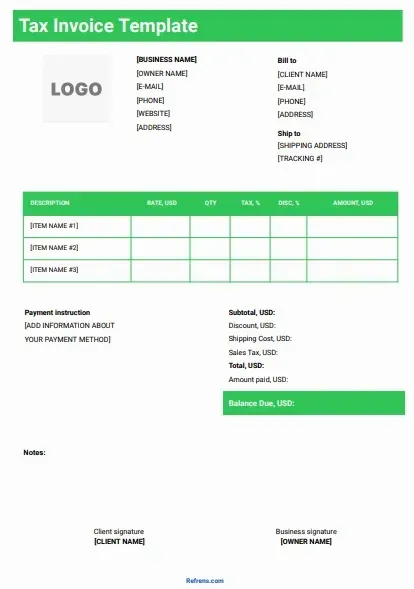 Tax Invoice Template
LOGO
[BUSINESS NAME]
[OWNER NAME]
[E-MAIL]
[PHONE]
[WEBSITE]
[ADDRESS]
Bill to
[CLIENT NAME]
[E-MAIL]
[PHONE]
[ADDRESS]
Ship to
[SHIPPING ADDRESS]
[TRACKING #]
DESCRIPTION RATE, USD QTY TAX, % DISC, % AMOUNT, USD
[ITEM NAME #1]
[ITEM NAME #2]
[ITEM NAME #3]
Payment instruction
[ADD INFORMATION ABOUT
YOUR PAYMENT METHOD]
Subtotal, USD:
Discount, USD:
Shipping Cost, USD:
Sales Tax, USD:
Total, USD:
Amount paid, USD:
Balance Due, USD:
Notes:
Client signature
[CLIENT NAME]
Business signature
[OWNER NAME]
Refrens.com